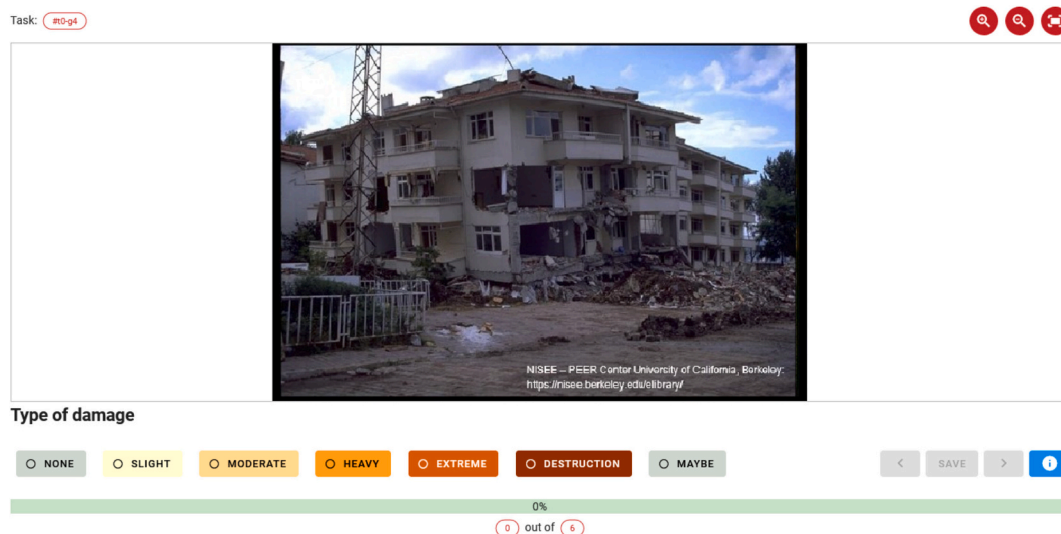 Task: #t0-g4
NISEE – PEER Center University of California, Berkeley:
https://nisee.berkeley.edu/elibrary/
Type of damage
NONE
SLIGHT
MODERATE
HEAVY
EXTREME
DESTRUCTION
MAYBE
SAVE
0%
0 out of 6